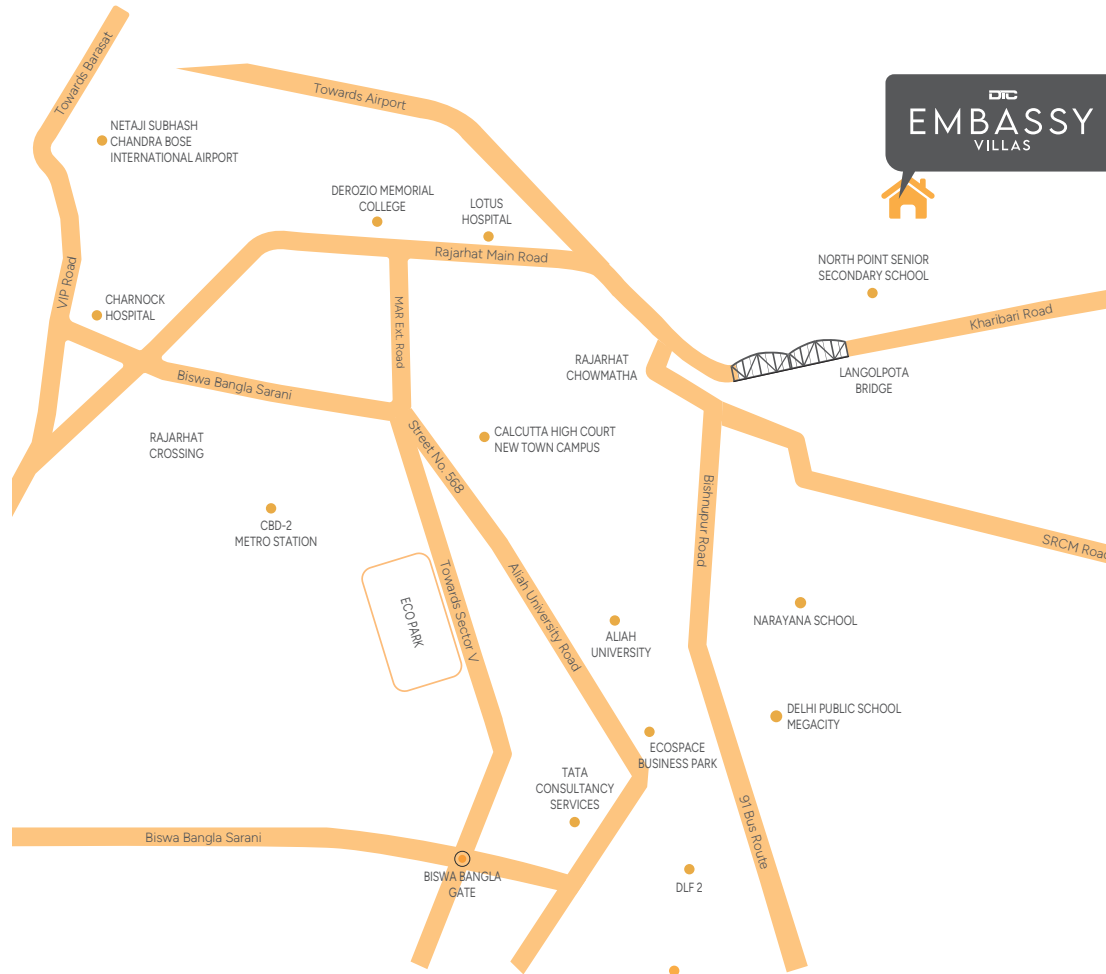 Towards Barasat
Towards Airport
DTC
EMBASSY
VILLAS
NETAJI SUBHASH
CHANDRA BOSE
INTERNATIONAL AIRPORT
DEROZIO MEMORIAL
COLLEGE
LOTUS
HOSPITAL
Rajarhat Main Road
NORTH POINT SENIOR
SECONDARY SCHOOL
VIP Road
CHARNOCK
HOSPITAL
MAR Ext. Road
Kharibari Road
RAJARHAT
CHOWMATHA
LANGOLPOTA
BRIDGE
Biswa Bangla Sarani
RAJARHAT
CROSSING
Street No. 568
CALCUTTA HIGH COURT
NEW TOWN CAMPUS
Bishnupur Road
CBD-2
METRO STATION
SRCM Road
ECO PARK
Towards Sector V
Aliah University Road
ALIAH
UNIVERSITY
NARAYANA SCHOOL
DELHI PUBLIC SCHOOL
MEGACITY
ECOSPACE
BUSINESS PARK
TATA
CONSULTANCY
SERVICES
91 Bus Route
Biswa Bangla Sarani
BISWA BANGLA
GATE
DLF 2